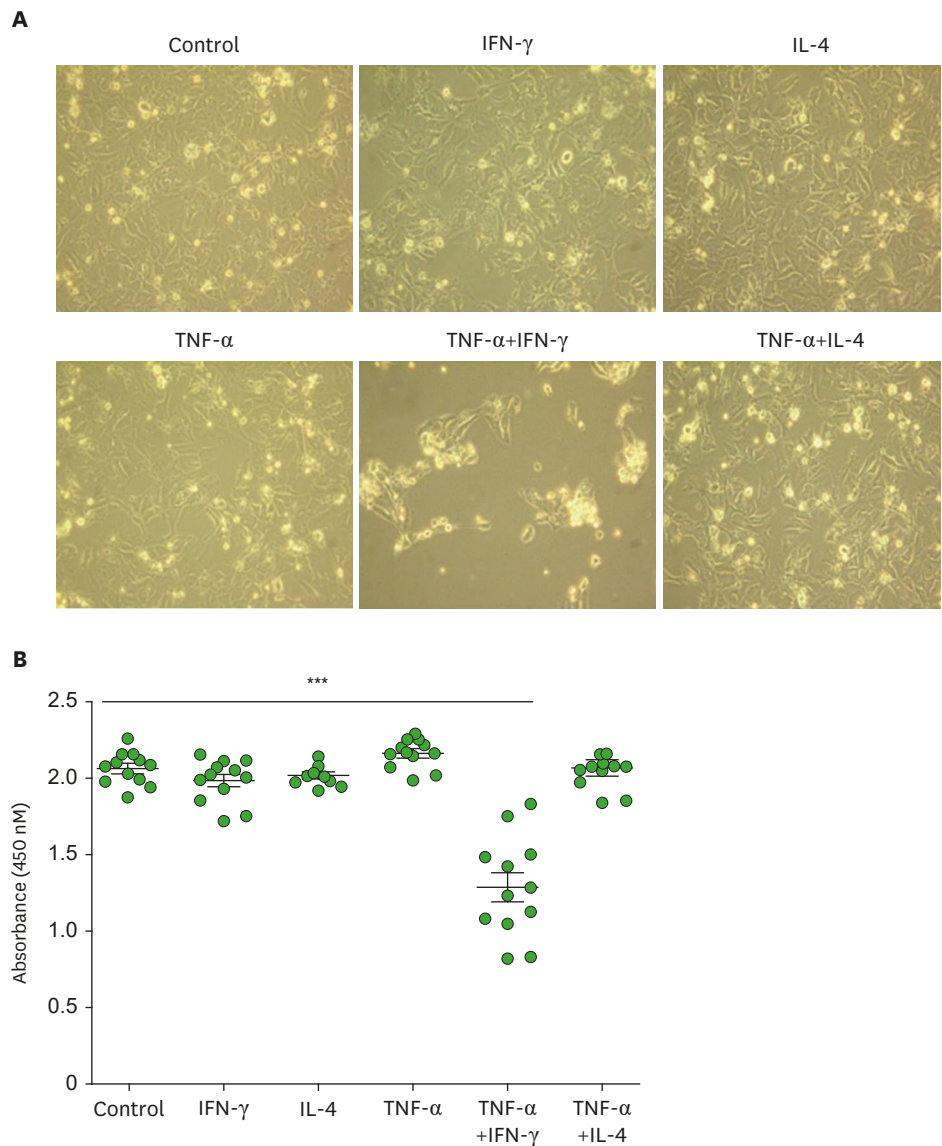 A
Control
IFN-γ
IL-4
TNF-α
TNF-α+IFN-γ
TNF-α+IL-4
B
***
2.5
2.0
1.5
1.0
0.5
0
Absorbance (450 nM)
Control
IFN-γ
IL-4
TNF-α
TNF-α
+IFN-γ
TNF-α
+IL-4